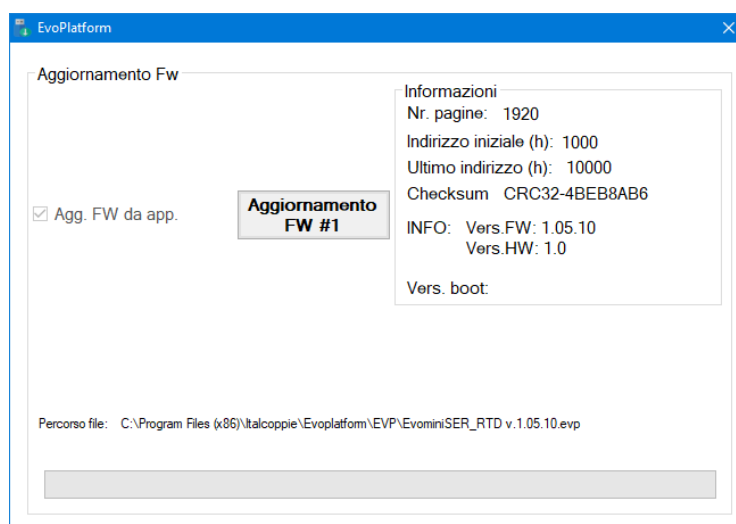 EvoPlatform
Aggiornamento Fw
Informazioni
Nr. pagine: 1920
Indirizzo iniziale (h): 1000
Ultimo indirizzo (h): 10000
Checksum CRC32-4BEB8AB6
Agg. FW da app.
Aggiornamento
FW #1
INFO: Vers.FW: 1.05.10
Vers.HW: 1.0
Vers. boot:
Percorso file: C:\Program Files (x86)\Italcoppie\Evoplatform\EVP\EvominiSER_RTD v.1.05.10.evp